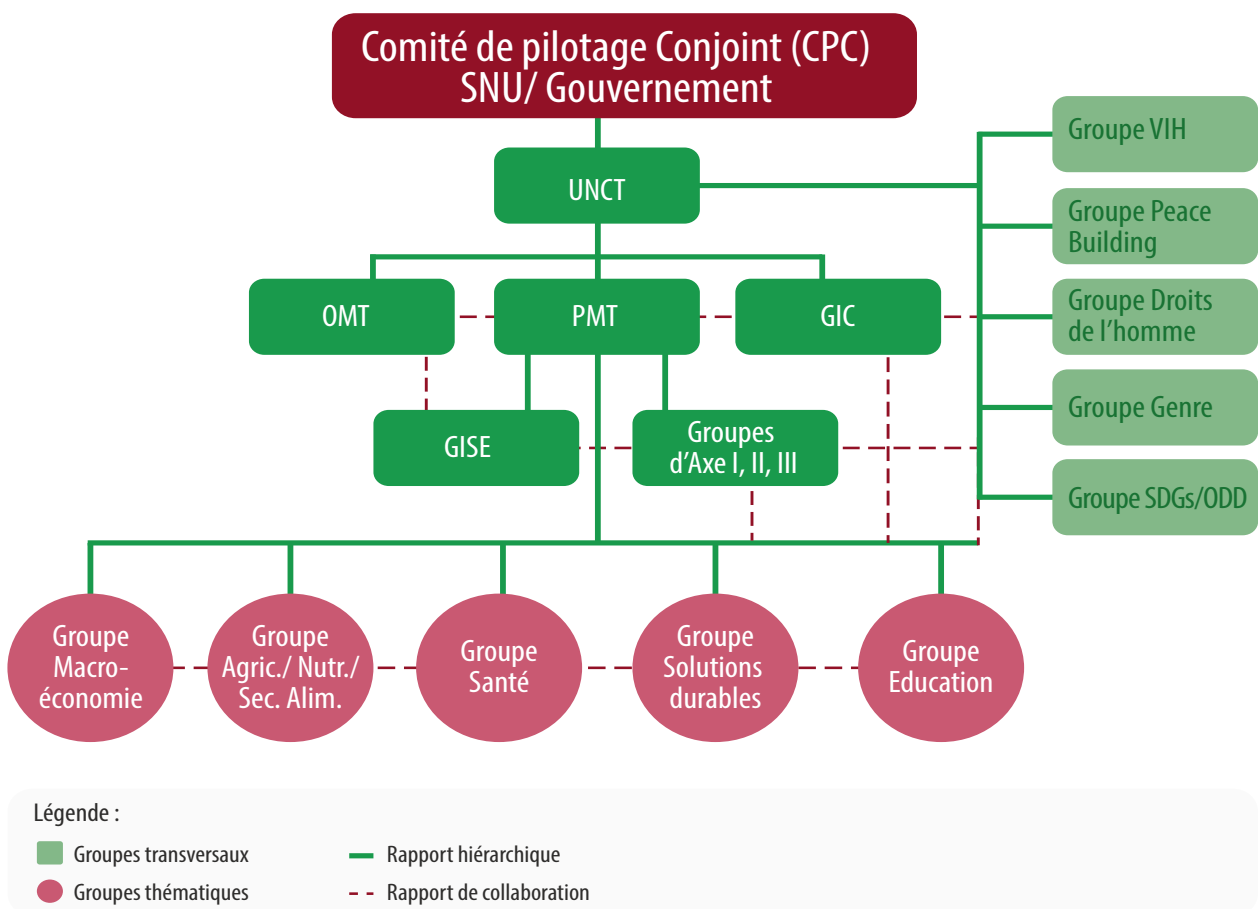 Comité de pilotage Conjoint (CPC)
SNU/ Gouvernement
UNCT
OMT
PMT
GIC
GISE
Groupes
d'Axe I, II, III
Groupe VIH
Groupe Peace
Building
Groupe Droits
de l'homme
Groupe Genre
Groupe SDGs/ODD
Groupe
Macro-
économie
Groupe
Agric./ Nutr./
Sec. Alim.
Groupe
Santé
Groupe
Solutions
durables
Groupe
Education
Légende :
Groupes transversaux
Rapport hiérarchique
Groupes thématiques
Rapport de collaboration